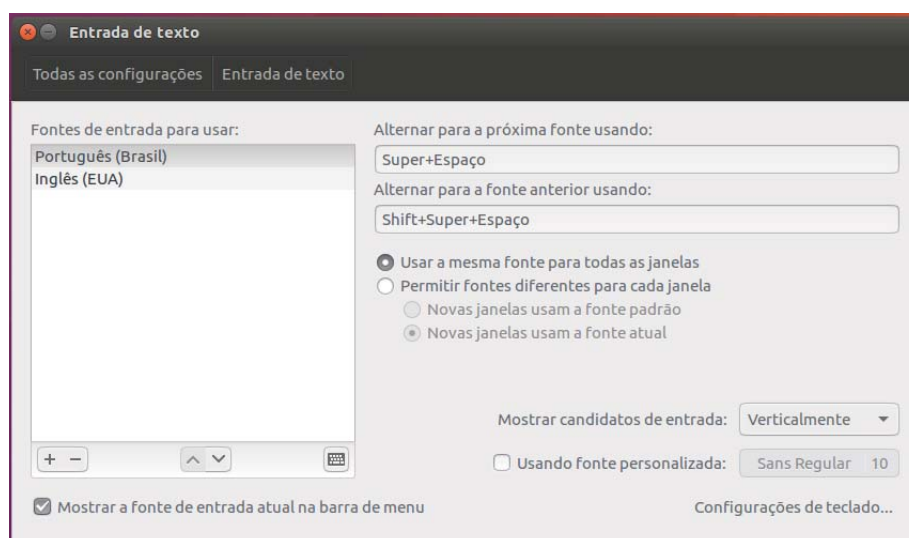 Entrada de texto
Todas as configurações Entrada de texto
Fontes de entrada para usar:
Português (Brasil)
Inglês (EUA)
Alternar para a próxima fonte usando:
Super+Espaço
Alternar para a fonte anterior usando:
Shift+Super+Espaço
Usar a mesma fonte para todas as janelas
Permitir fontes diferentes para cada janela
Novas janelas usam a fonte padrão
Novas janelas usam a fonte atual
Mostrar candidatos de entrada: Verticalmente
Usando fonte personalizada: Sans Regular 10
Mostrar a fonte de entrada atual na barra de menu
Configurações de teclado...